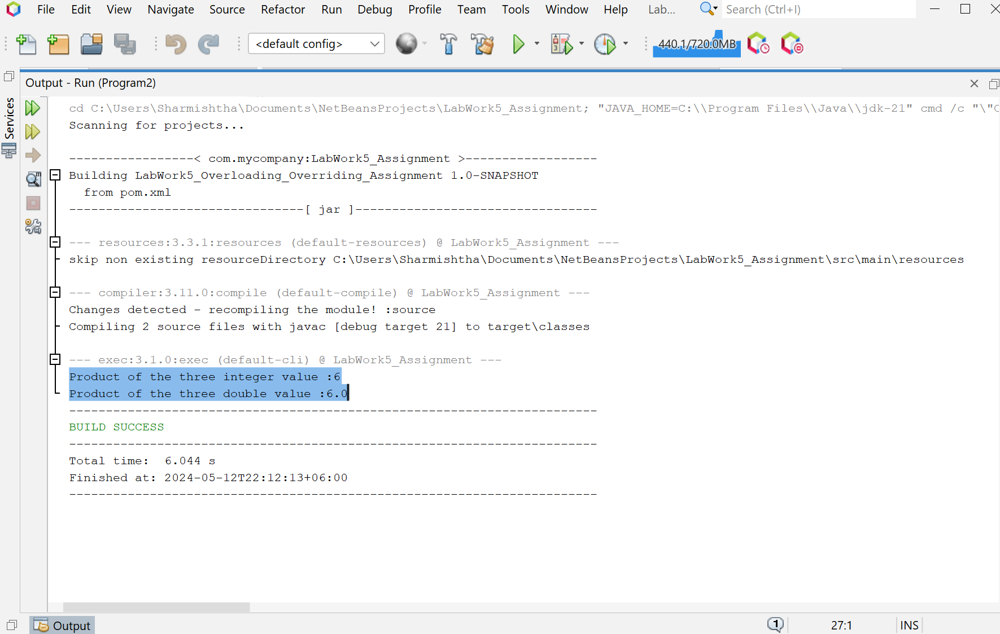 File Edit View Navigate Source Refactor Run Debug Profile Team Tools Window Help Lab... Search (Ctrl+I)
<default config> 440.1/720.0MB
Output - Run (Program2)
Services
cd C:\Users\Sharmishtha\Documents\NetBeansProjects\LabWork5_Assignment; "JAVA_HOME=C:\\Program Files\\Java\\jdk-21" cmd /c "\"C
Scanning for projects...
-----------------< com.mycompany:LabWork5_Assignment >------------------
Building LabWork5_Overloading_Overriding_Assignment 1.0-SNAPSHOT
from pom.xml
--------------------------------[ jar ]---------------------------------
--- resources:3.3.1:resources (default-resources) @ LabWork5_Assignment ---
skip non existing resourceDirectory C:\Users\Sharmishtha\Documents\NetBeansProjects\LabWork5_Assignment\src\main\resources
--- compiler:3.11.0:compile (default-compile) @ LabWork5_Assignment ---
Changes detected - recompiling the module! :source
Compiling 2 source files with javac [debug target 21] to target\classes
--- exec:3.1.0:exec (default-cli) @ LabWork5_Assignment ---
Product of the three integer value :6
Product of the three double value :6.0
------------------------------------------------------------------------
BUILD SUCCESS
------------------------------------------------------------------------
Total time:  6.044 s
Finished at: 2024-05-12T22:12:13+06:00
------------------------------------------------------------------------
Output 1 27:1 INS